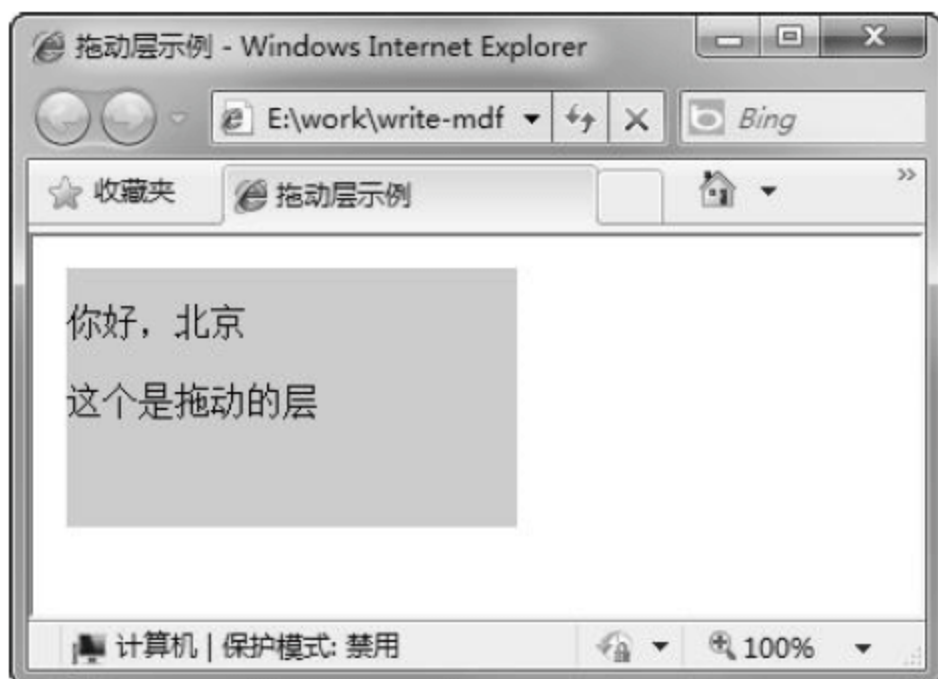 拖动层示例 - Windows Internet Explorer
E:\work\write-mdf
Bing
收藏夹
拖动层示例
你好，北京
这个是拖动的层
计算机 | 保护模式: 禁用
100%